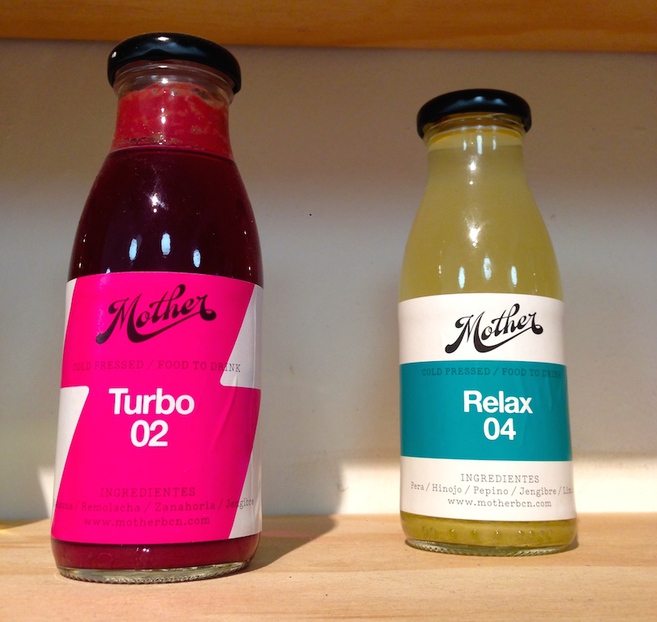 Mother
COLD PRESSED / FOOD TO DRINK
Turbo
02
INGREDIENTES
/ Remolacha / Zanahoria / Jengibre
www.motherbcn.com
Mother
COLD PRESSED / FOOD TO DRINK
Relax
04
INGREDIENTES
Pera / Hinojo / Pepino / Jengibre /
www.motherbcn.com